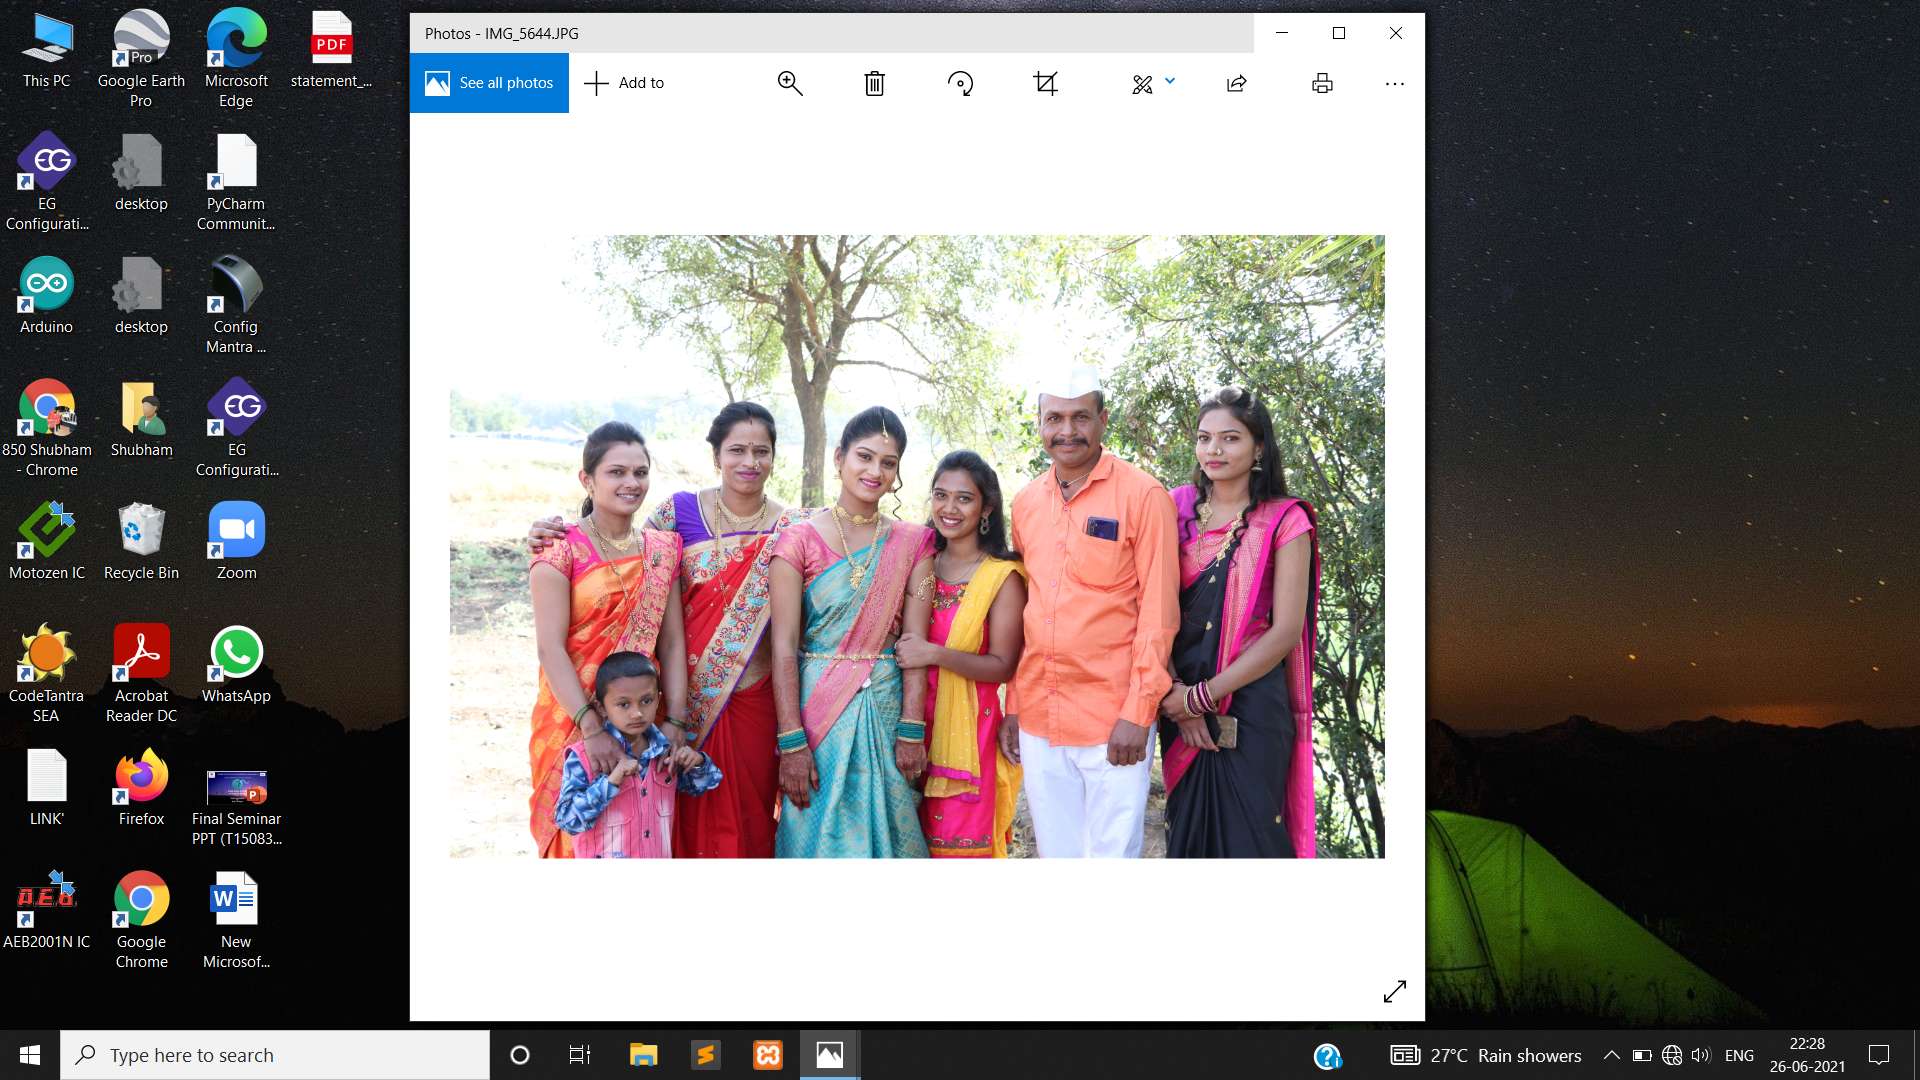 This PC
Google Earth
Pro
Microsoft
Edge
statement_...
EG
Configurati...
desktop
PyCharm
Communit...
Arduino
desktop
Config
Mantra ...
850 Shubham
- Chrome
Shubham
EG
Configurati...
Motozen IC
Recycle Bin
Zoom
CodeTantra
SEA
Acrobat
Reader DC
WhatsApp
LINK'
Firefox
Final Seminar
PPT (T15083...
AEB2001N IC
Google
Chrome
New
Microsof...
Pro
PDF
EG
EG
A.E.B.
P
W
Photos - IMG_5644.JPG
See all photos
Add to
Type here to search
27°C Rain showers
ENG
22:28
26-06-2021